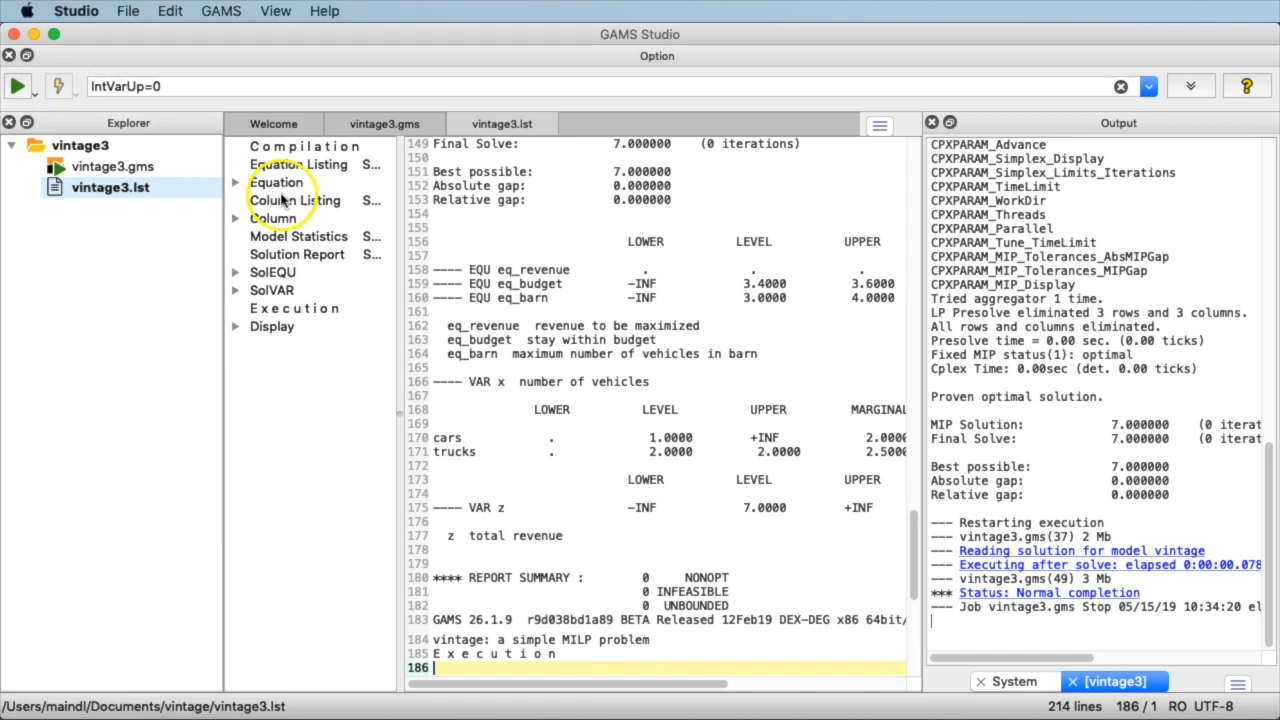 Studio File Edit GAMS View Help
GAMS Studio
Option
IntVarUp=0
Explorer
vintage3
vintage3.gms
vintage3.lst
Welcome vintage3.gms vintage3.lst
C o m p i l a t i o n
Equation Listing S...
Equation
Column Listing S...
Column
Model Statistics S...
Solution Report S...
SolEQU
SolVAR
E x e c u t i o n
Display
149 Final Solve: 7.000000 (0 iterations)
150
151 Best possible: 7.000000
152 Absolute gap: 0.000000
153 Relative gap: 0.000000
154
155
156 LOWER LEVEL UPPER
157
158 ---- EQU eq_revenue . . .
159 ---- EQU eq_budget -INF 3.4000 3.6000
160 ---- EQU eq_barn -INF 3.0000 4.0000
161
162 eq_revenue revenue to be maximized
163 eq_budget stay within budget
164 eq_barn maximum number of vehicles in barn
165
166 ---- VAR x number of vehicles
167
168 LOWER LEVEL UPPER MARGINAL
169
170 cars . 1.0000 +INF 2.0000
171 trucks . 2.0000 2.0000 2.5000
172
173 LOWER LEVEL UPPER
174
175 ---- VAR z -INF 7.0000 +INF
176
177 z total revenue
178
179
180 **** REPORT SUMMARY : 0 NONOPT
181 0 INFEASIBLE
182 0 UNBOUNDED
183 GAMS 26.1.9 r9d038bd1a89 BETA Released 12Feb19 DEX-DEG x86 64bit/
184 vintage: a simple MILP problem
185 E x e c u t i o n
186
Output
CPXPARAM_Advance
CPXPARAM_Simplex_Display
CPXPARAM_Simplex_Limits_Iterations
CPXPARAM_TimeLimit
CPXPARAM_WorkDir
CPXPARAM_Threads
CPXPARAM_Parallel
CPXPARAM_Tune_TimeLimit
CPXPARAM_MIP_Tolerances_AbsMIPGap
CPXPARAM_MIP_Tolerances_MIPGap
CPXPARAM_MIP_Display
Tried aggregator 1 time.
LP Presolve eliminated 3 rows and 3 columns.
All rows and columns eliminated.
Presolve time = 0.00 sec. (0.00 ticks)
Fixed MIP status(1): optimal
Cplex Time: 0.00sec (det. 0.00 ticks)
Proven optimal solution.
MIP Solution: 7.000000 (0 iterat
Final Solve: 7.000000 (0 iterat
Best possible: 7.000000
Absolute gap: 0.000000
Relative gap: 0.000000
--- Restarting execution
--- vintage3.gms(37) 2 Mb
--- Reading solution for model vintage
--- Executing after solve: elapsed 0:00:00.078
--- vintage3.gms(49) 3 Mb
*** Status: Normal completion
--- Job vintage3.gms Stop 05/15/19 10:34:20 el
System [vintage3]
/Users/maindl/Documents/vintage/vintage3.lst 214 lines 186 / 1 RO UTF-8